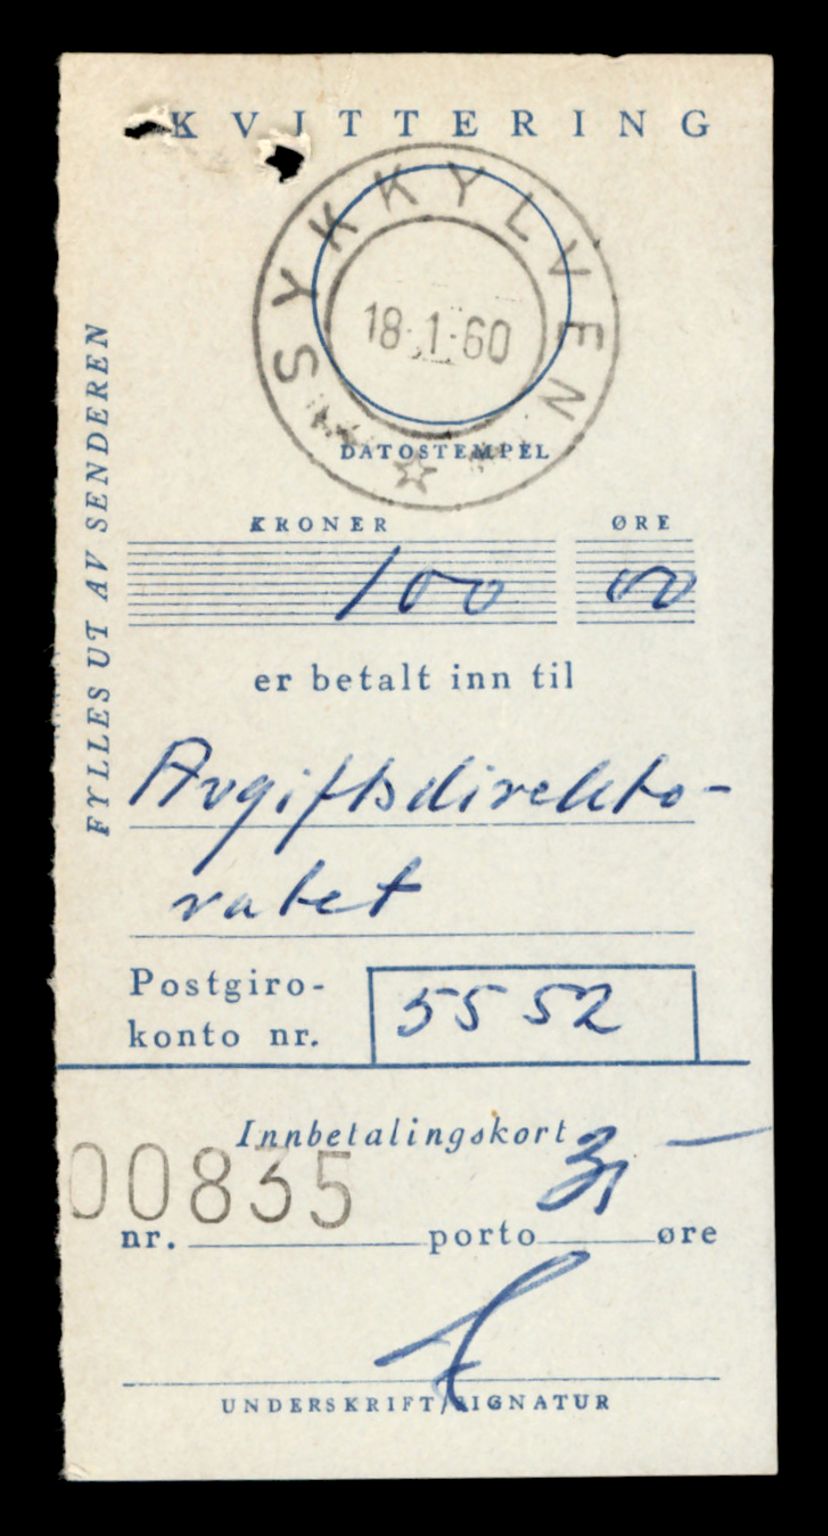 KVITTERING
SYKKYLVEN
18·1·60
DATOSTEMPEL
FYLLES UT AV SENDEREN
KRONER ØRE
100 00
er betalt inn til
Avgiftsdirekto-
ratet
Postgiro-
konto nr. 5552
Innbetalingskort
00835 3,-
nr. porto øre
UNDERSKRIFT/SIGNATUR